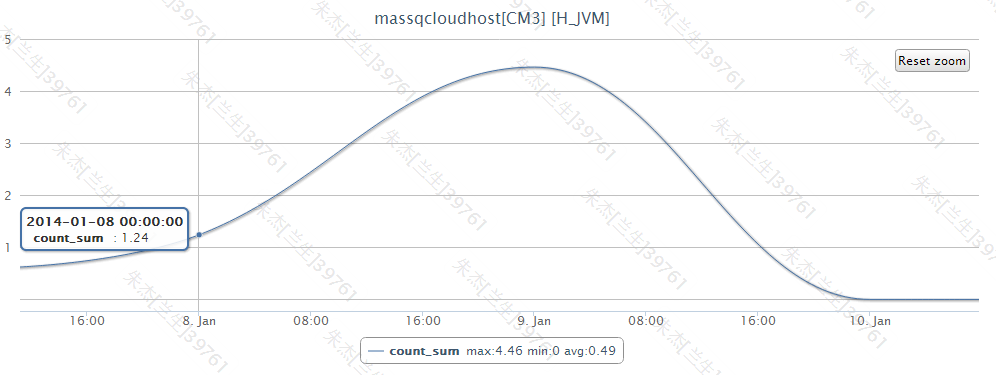 massqcloudhost[CM3] [H_JVM]
Reset zoom
5
4
3
2
1
2014-01-08 00:00:00
count_sum : 1.24
16:00 8. Jan 08:00 16:00 9. Jan 08:00 16:00 10. Jan
count_sum max:4.46 min:0 avg:0.49
朱杰[兰生]39761